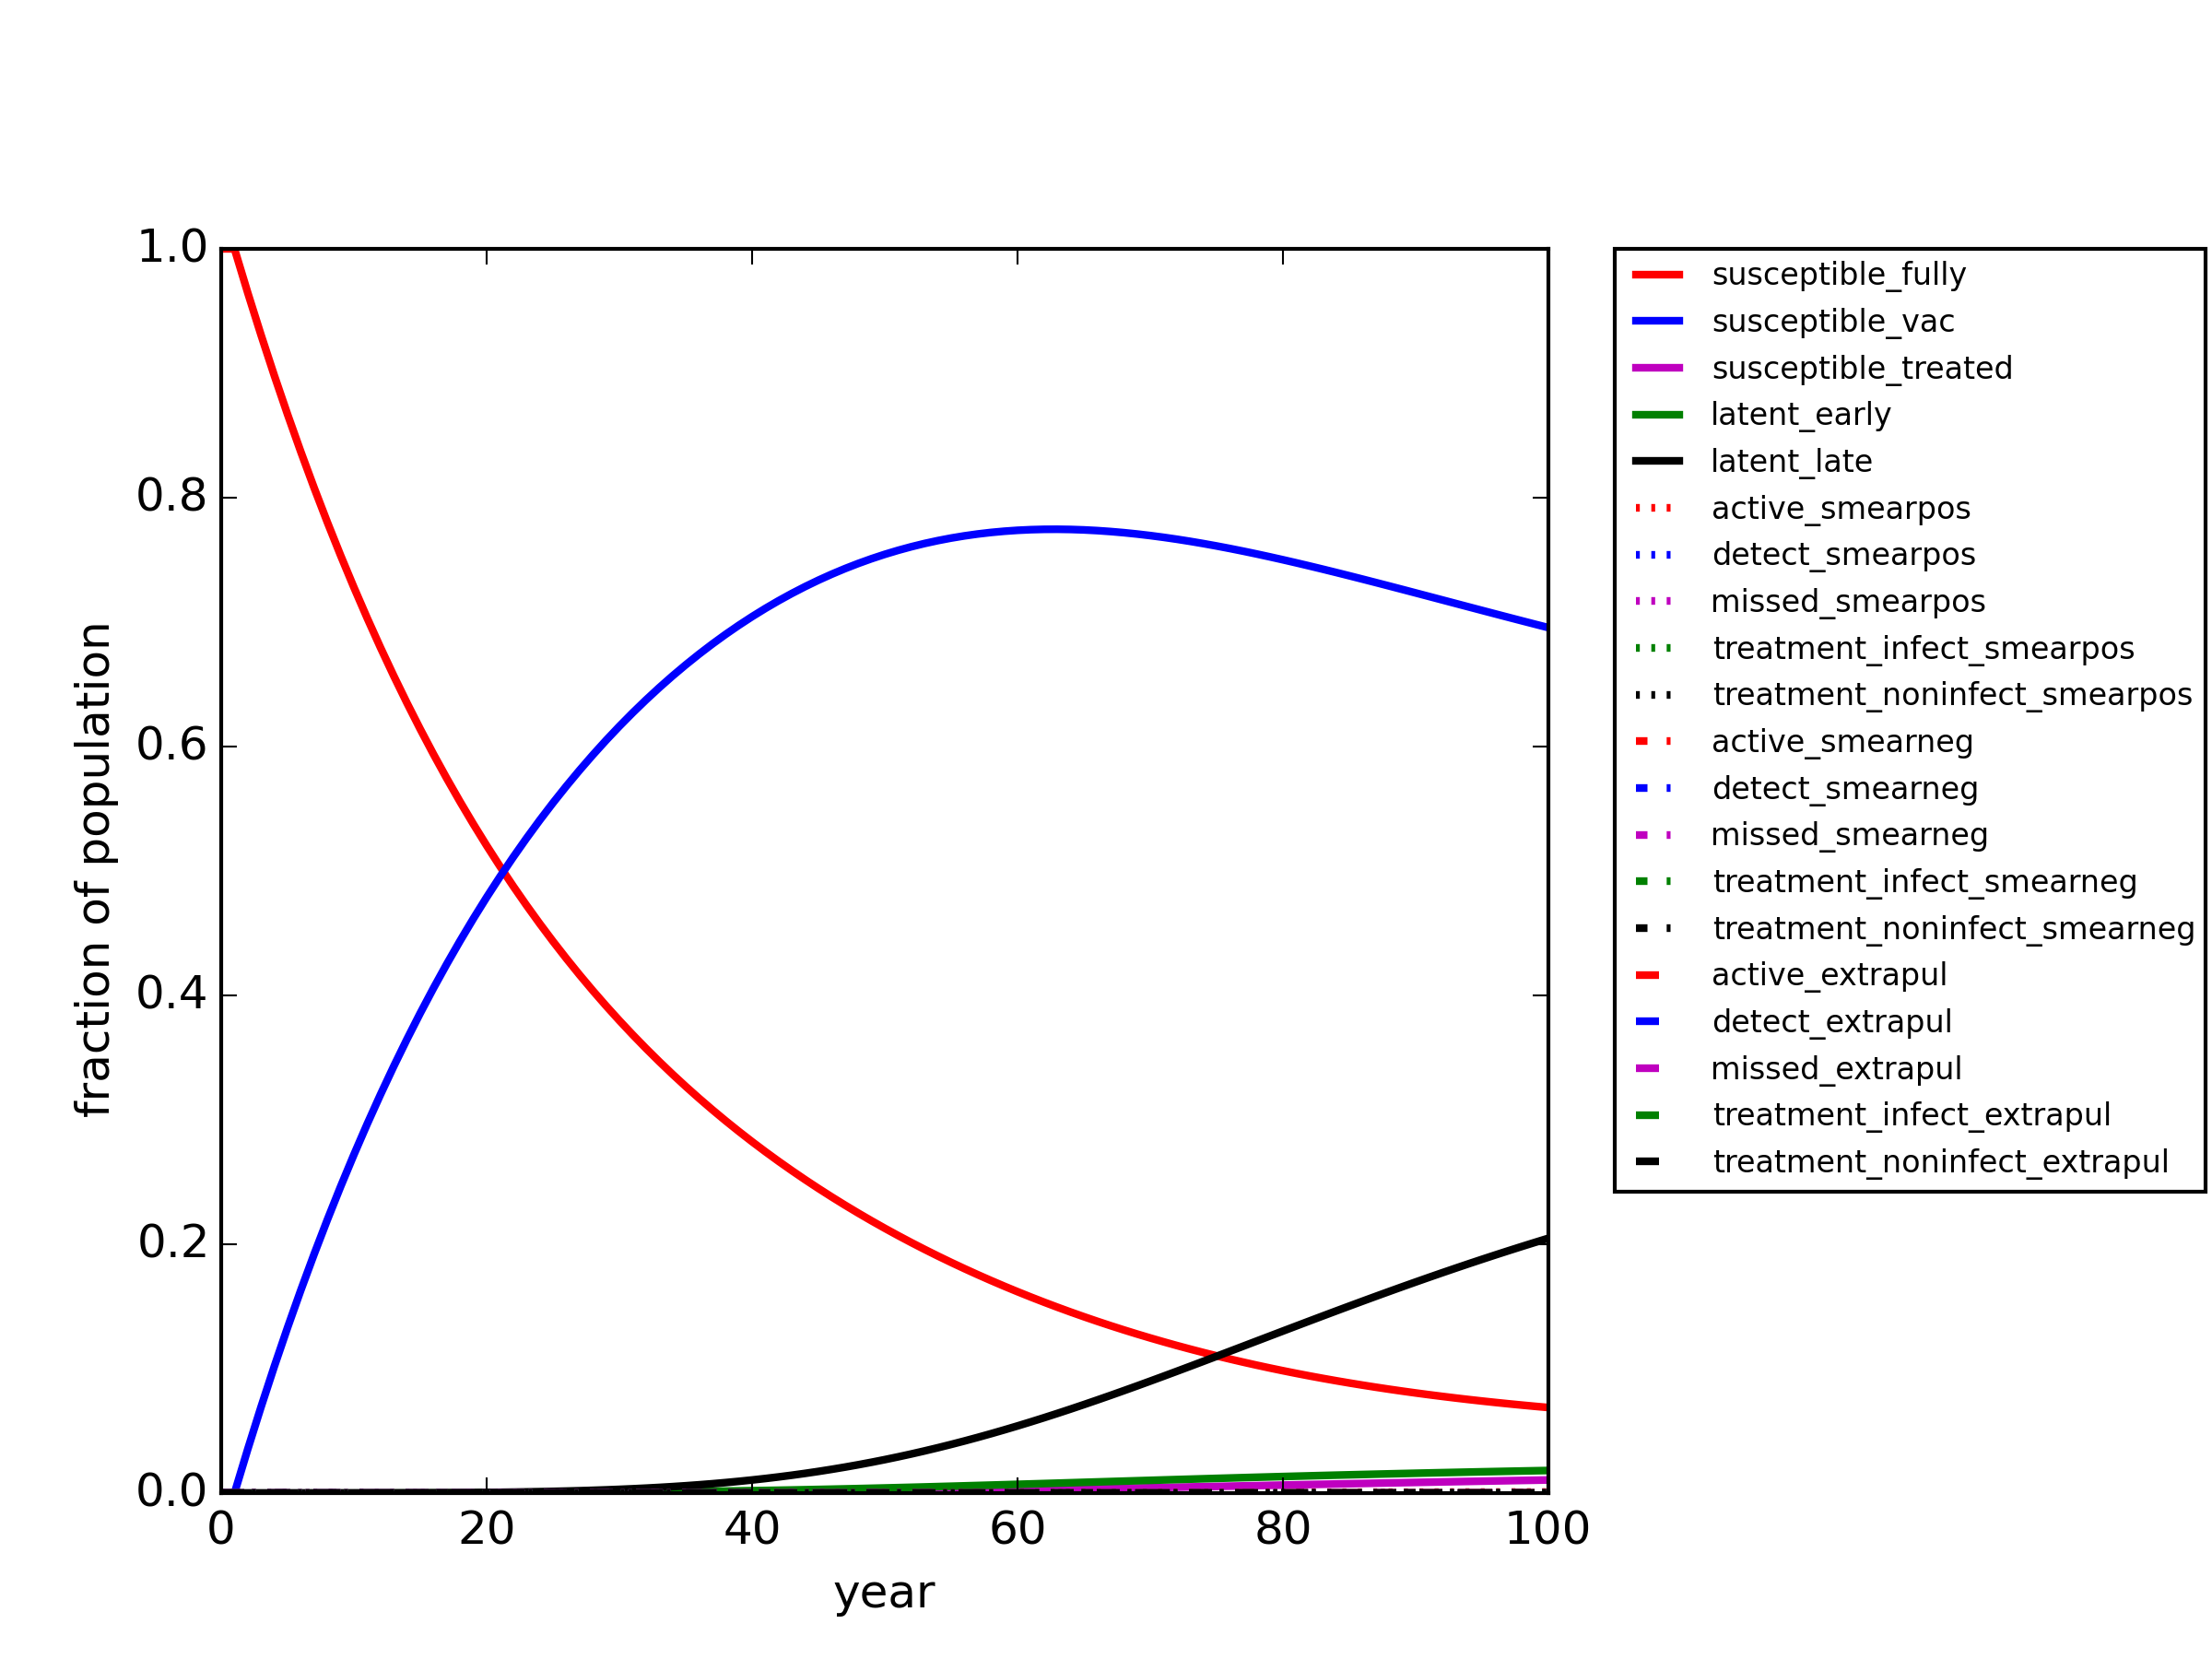 1.0
0.8
0.6
0.4
0.2
0.0
0 20 40 60 80 100
year
fraction of population
susceptible_fully
susceptible_vac
susceptible_treated
latent_early
latent_late
active_smearpos
detect_smearpos
missed_smearpos
treatment_infect_smearpos
treatment_noninfect_smearpos
active_smearneg
detect_smearneg
missed_smearneg
treatment_infect_smearneg
treatment_noninfect_smearneg
active_extrapul
detect_extrapul
missed_extrapul
treatment_infect_extrapul
treatment_noninfect_extrapul